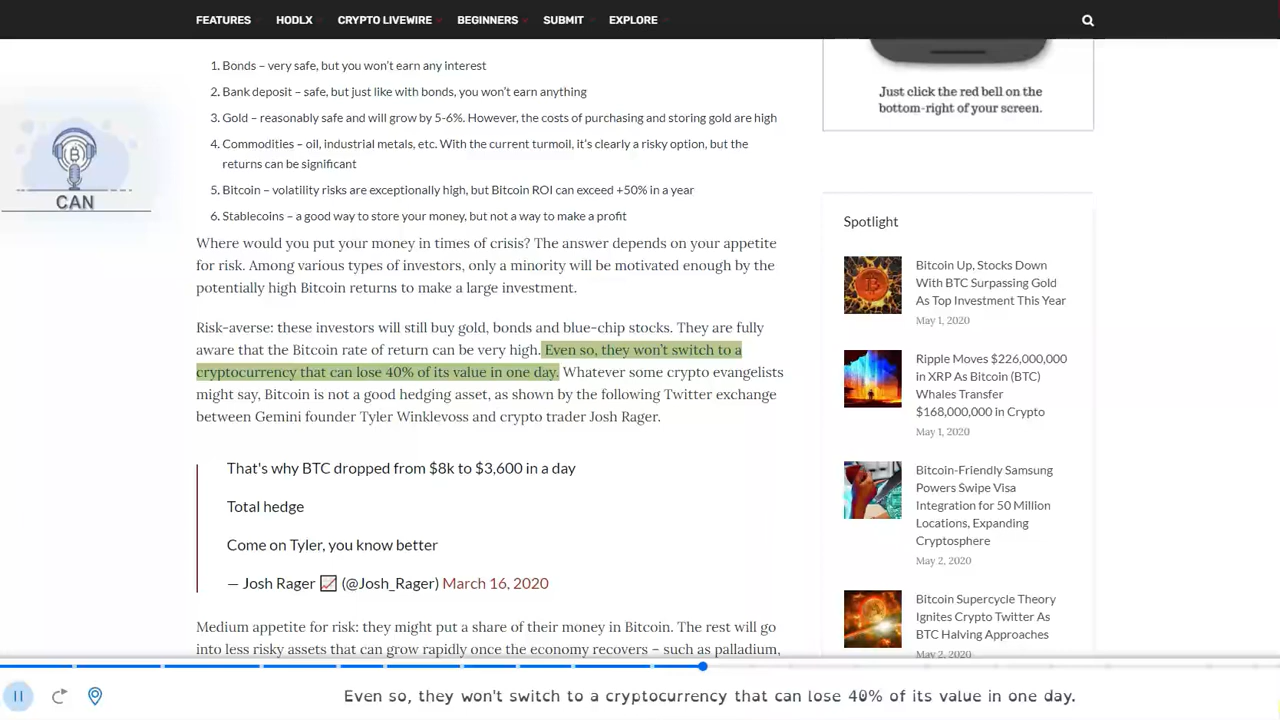 FEATURES HODLX CRYPTO LIVEWIRE BEGINNERS SUBMIT EXPLORE
1. Bonds – very safe, but you won't earn any interest
2. Bank deposit – safe, but just like with bonds, you won't earn anything
3. Gold – reasonably safe and will grow by 5-6%. However, the costs of purchasing and storing gold are high
4. Commodities – oil, industrial metals, etc. With the current turmoil, it's clearly a risky option, but the
returns can be significant
5. Bitcoin – volatility risks are exceptionally high, but Bitcoin ROI can exceed +50% in a year
6. Stablecoins – a good way to store your money, but not a way to make a profit
Where would you put your money in times of crisis? The answer depends on your appetite
for risk. Among various types of investors, only a minority will be motivated enough by the
potentially high Bitcoin returns to make a large investment.
Risk-averse: these investors will still buy gold, bonds and blue-chip stocks. They are fully
aware that the Bitcoin rate of return can be very high. Even so, they won't switch to a
cryptocurrency that can lose 40% of its value in one day. Whatever some crypto evangelists
might say, Bitcoin is not a good hedging asset, as shown by the following Twitter exchange
between Gemini founder Tyler Winklevoss and crypto trader Josh Rager.
That's why BTC dropped from $8k to $3,600 in a day
Total hedge
Come on Tyler, you know better
— Josh Rager 📈 (@Josh_Rager) March 16, 2020
Medium appetite for risk: they might put a share of their money in Bitcoin. The rest will go
into less risky assets that can grow rapidly once the economy recovers – such as palladium,
CAN
Just click the red bell on the
bottom-right of your screen.
Spotlight
Bitcoin Up, Stocks Down
With BTC Surpassing Gold
As Top Investment This Year
May 1, 2020
Ripple Moves $226,000,000
in XRP As Bitcoin (BTC)
Whales Transfer
$168,000,000 in Crypto
May 1, 2020
Bitcoin-Friendly Samsung
Powers Swipe Visa
Integration for 50 Million
Locations, Expanding
Cryptosphere
May 2, 2020
Bitcoin Supercycle Theory
Ignites Crypto Twitter As
BTC Halving Approaches
May 2, 2020
Even so, they won't switch to a cryptocurrency that can lose 40% of its value in one day.